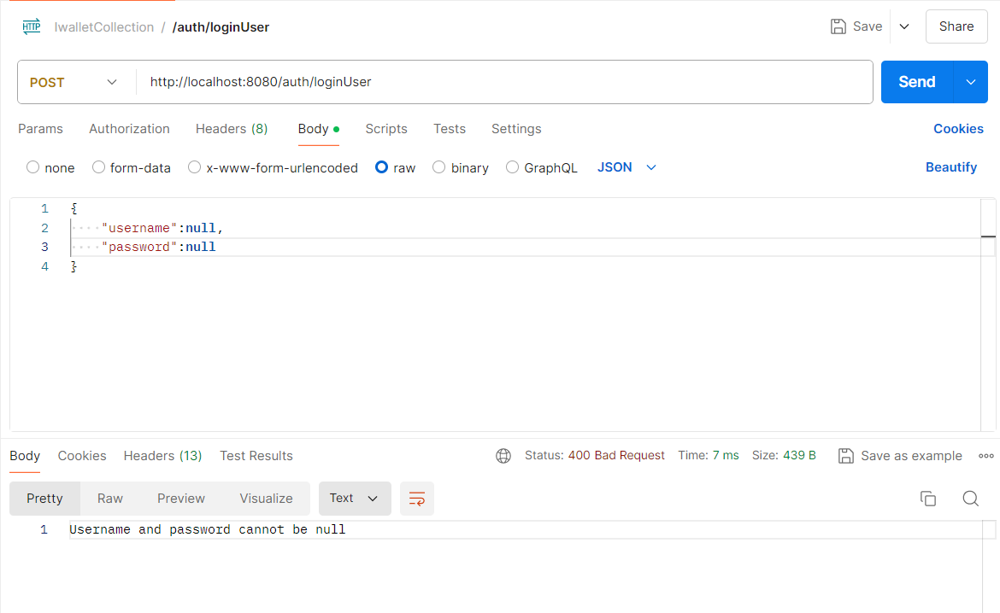 HTTP IwalletCollection / /auth/loginUser Save Share
POST http://localhost:8080/auth/loginUser Send
Params Authorization Headers (8) Body Scripts Tests Settings Cookies
none form-data x-www-form-urlencoded raw binary GraphQL JSON Beautify
1 {
2 "username":null,
3 "password":null
4 }
Body Cookies Headers (13) Test Results Status: 400 Bad Request Time: 7 ms Size: 439 B Save as example
Pretty Raw Preview Visualize Text
1 Username and password cannot be null